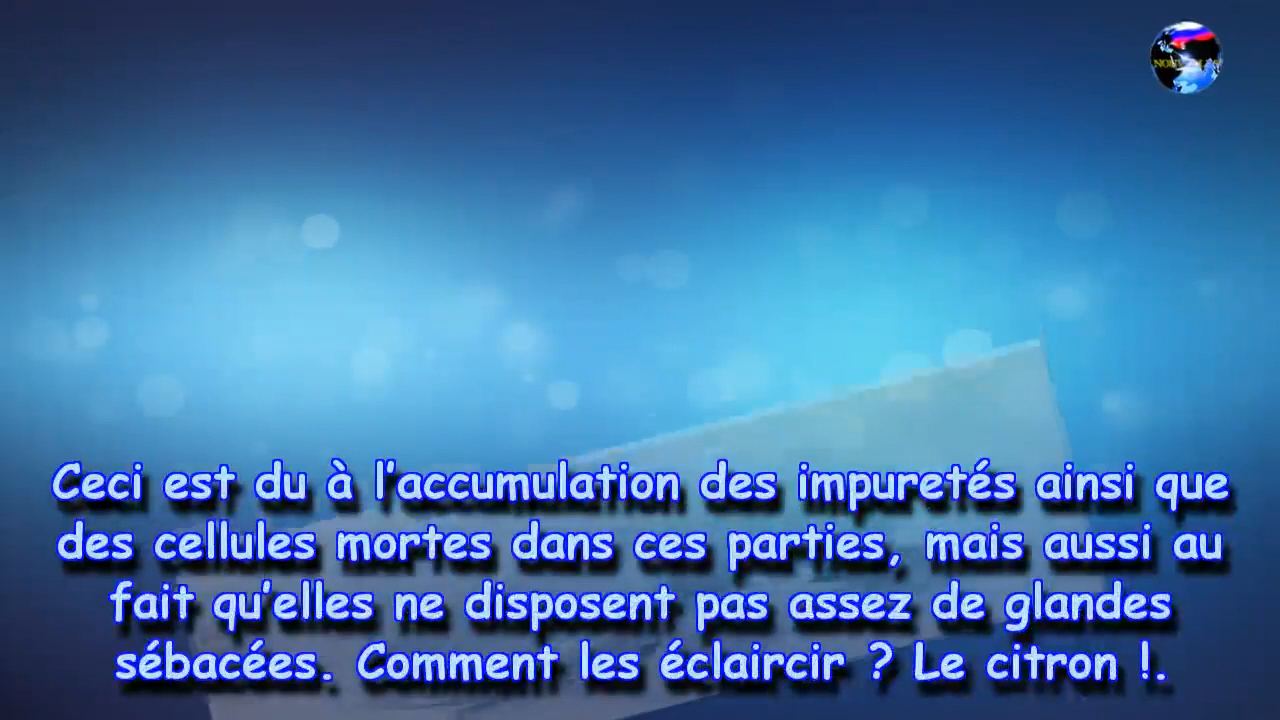 Ceci est du à l'accumulation des impuretés ainsi que
des cellules mortes dans ces parties, mais aussi au
fait qu'elles ne disposent pas assez de glandes
sébacées. Comment les éclaircir ? Le citron !.